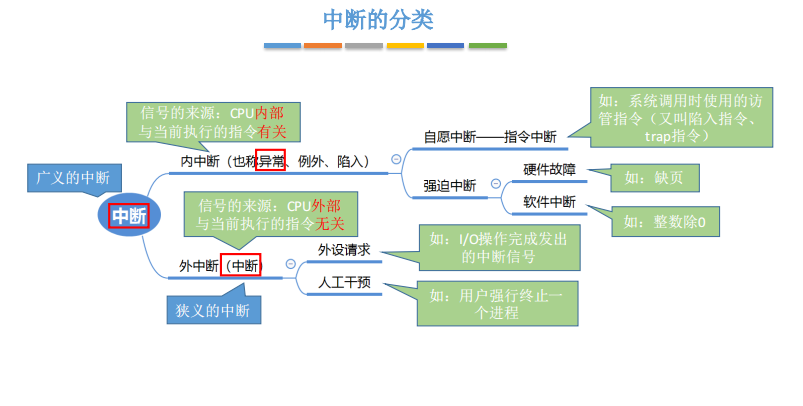 中断的分类
信号的来源：CPU内部
与当前执行的指令有关
如：系统调用时使用的访
管指令（又叫陷入指令、
trap指令）
自愿中断——指令中断
内中断（也称异常、例外、陷入）
广义的中断
硬件故障
如：缺页
强迫中断
软件中断
如：整数除0
中断
信号的来源：CPU外部
与当前执行的指令无关
外设请求
如：I/O操作完成发出
的中断信号
外中断（中断）
人工干预
如：用户强行终止一
个进程
狭义的中断